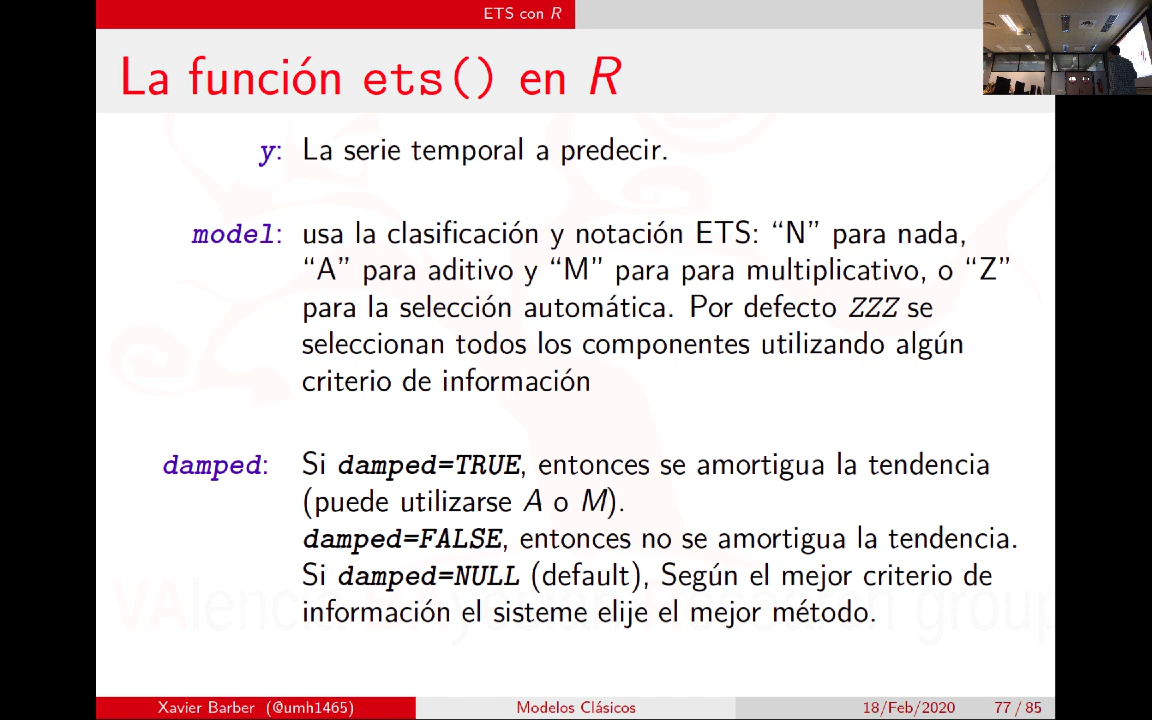 ETS con R
La función ets() en R
y: La serie temporal a predecir.
model: usa la clasificación y notación ETS: “N” para nada,
“A” para aditivo y “M” para para multiplicativo, o “Z”
para la selección automática. Por defecto ZZZ se
seleccionan todos los componentes utilizando algún
criterio de información
damped: Si damped=TRUE, entonces se amortigua la tendencia
(puede utilizarse A o M).
damped=FALSE, entonces no se amortigua la tendencia.
Si damped=NULL (default), Según el mejor criterio de
información el sisteme elije el mejor método.
Xavier Barber (@umh1465) Modelos Clásicos 18/Feb/2020 77 / 85